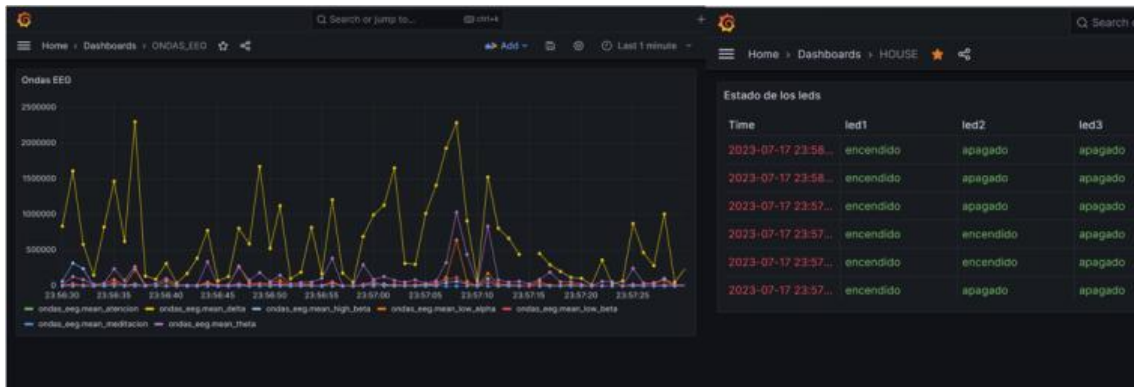 Search or jump to...
ctrl+k
+
Home › Dashboards › ONDAS_EEG
Add
Last 1 minute
Ondas EEG
2500000
2000000
1500000
1000000
500000
0
23:56:30 23:56:35 23:56:40 23:56:45 23:56:50 23:56:55 23:57:00 23:57:05 23:57:10 23:57:15 23:57:20 23:57:25
ondas_eeg.mean_atencion ondas_eeg.mean_delta ondas_eeg.mean_high_beta ondas_eeg.mean_low_alpha ondas_eeg.mean_low_beta
ondas_eeg.mean_meditacion ondas_eeg.mean_theta
Search
Home › Dashboards › HOUSE
Estado de los leds
Time led1 led2 led3
2023-07-17 23:58... encendido apagado apagado
2023-07-17 23:58... encendido apagado apagado
2023-07-17 23:57... encendido apagado apagado
2023-07-17 23:57... encendido encendido apagado
2023-07-17 23:57... encendido encendido apagado
2023-07-17 23:57... encendido apagado apagado